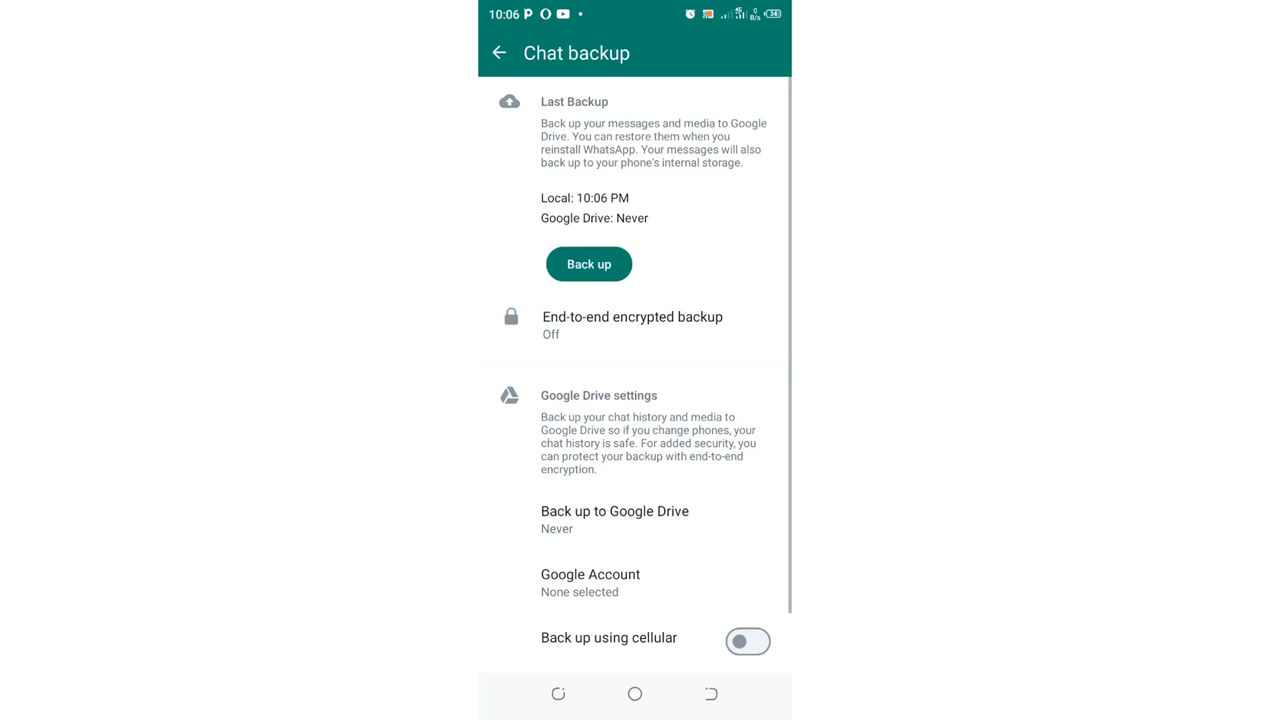 10:06
4G 0 B/s 34
Chat backup
Last Backup
Back up your messages and media to Google
Drive. You can restore them when you
reinstall WhatsApp. Your messages will also
back up to your phone's internal storage.
Local: 10:06 PM
Google Drive: Never
Back up
End-to-end encrypted backup
Off
Google Drive settings
Back up your chat history and media to
Google Drive so if you change phones, your
chat history is safe. For added security, you
can protect your backup with end-to-end
encryption.
Back up to Google Drive
Never
Google Account
None selected
Back up using cellular